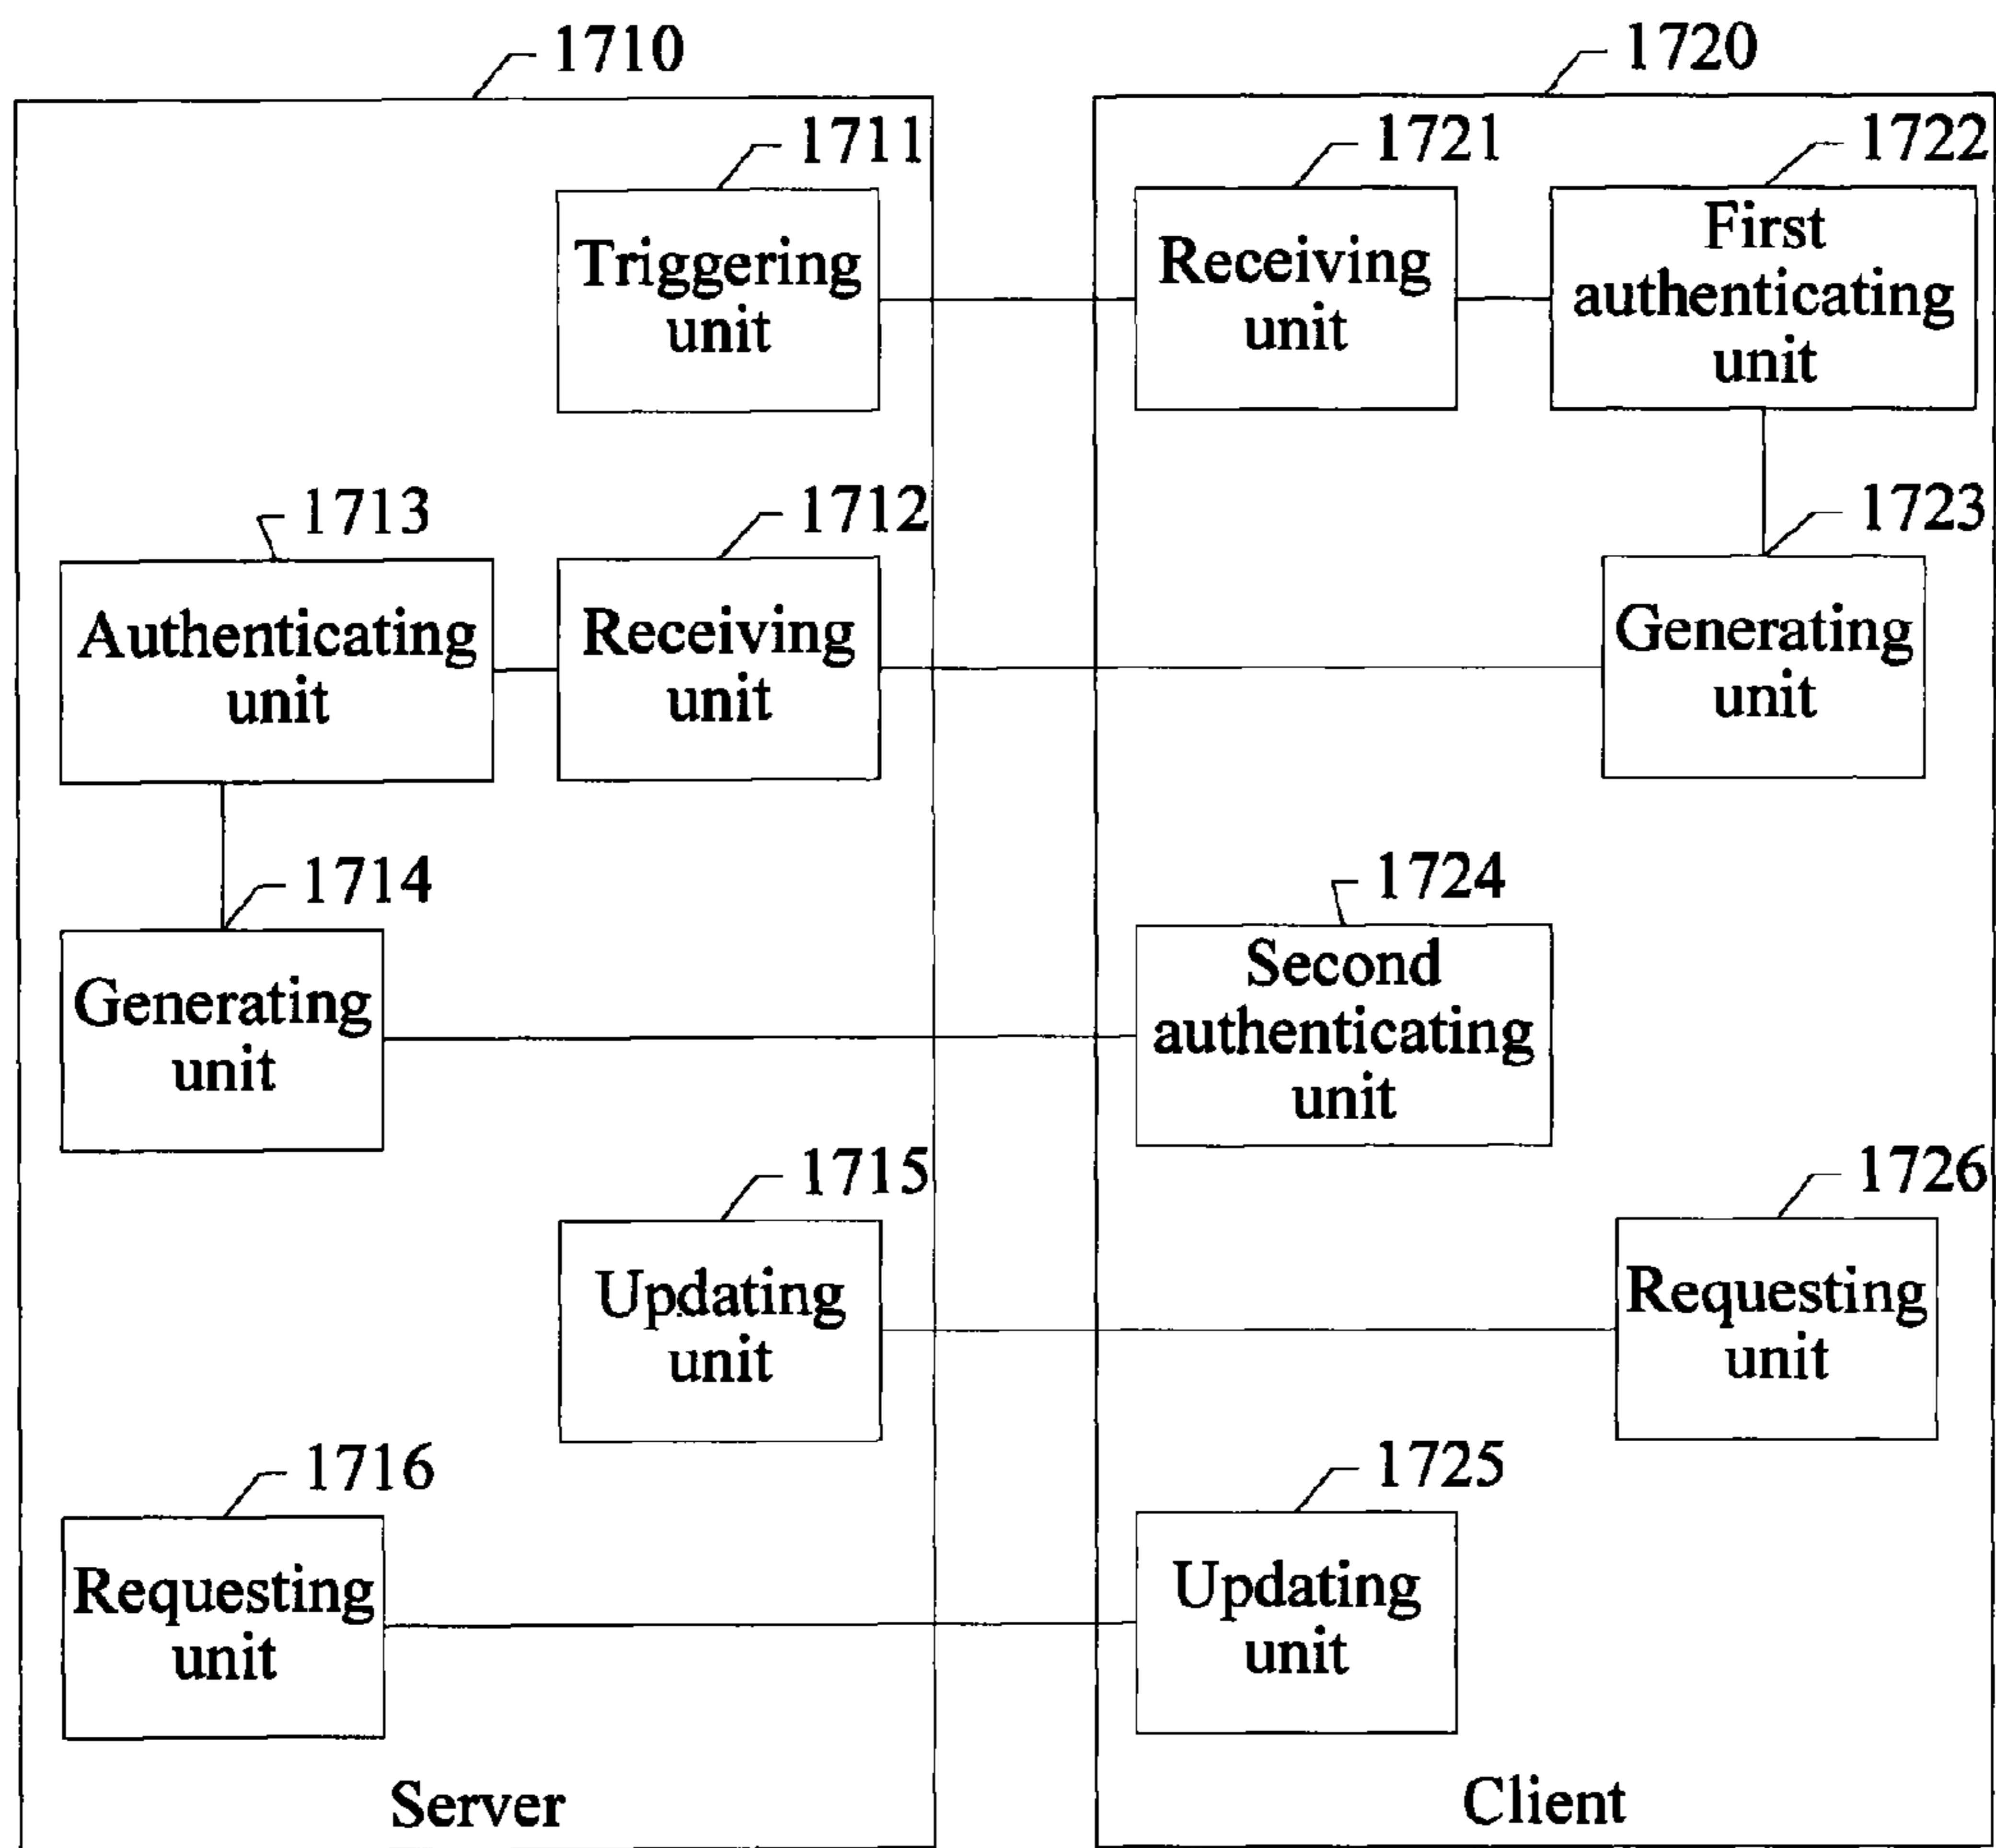 1710
1720
1711
1721
1722
Triggering
unit
Receiving
unit
First
authenticating
unit
1713
1712
1723
Authenticating
unit
Receiving
unit
Generating
unit
1714
1724
Generating
unit
Second
authenticating
unit
1715
1726
Updating
unit
Requesting
unit
1716
1725
Requesting
unit
Updating
unit
Server
Client